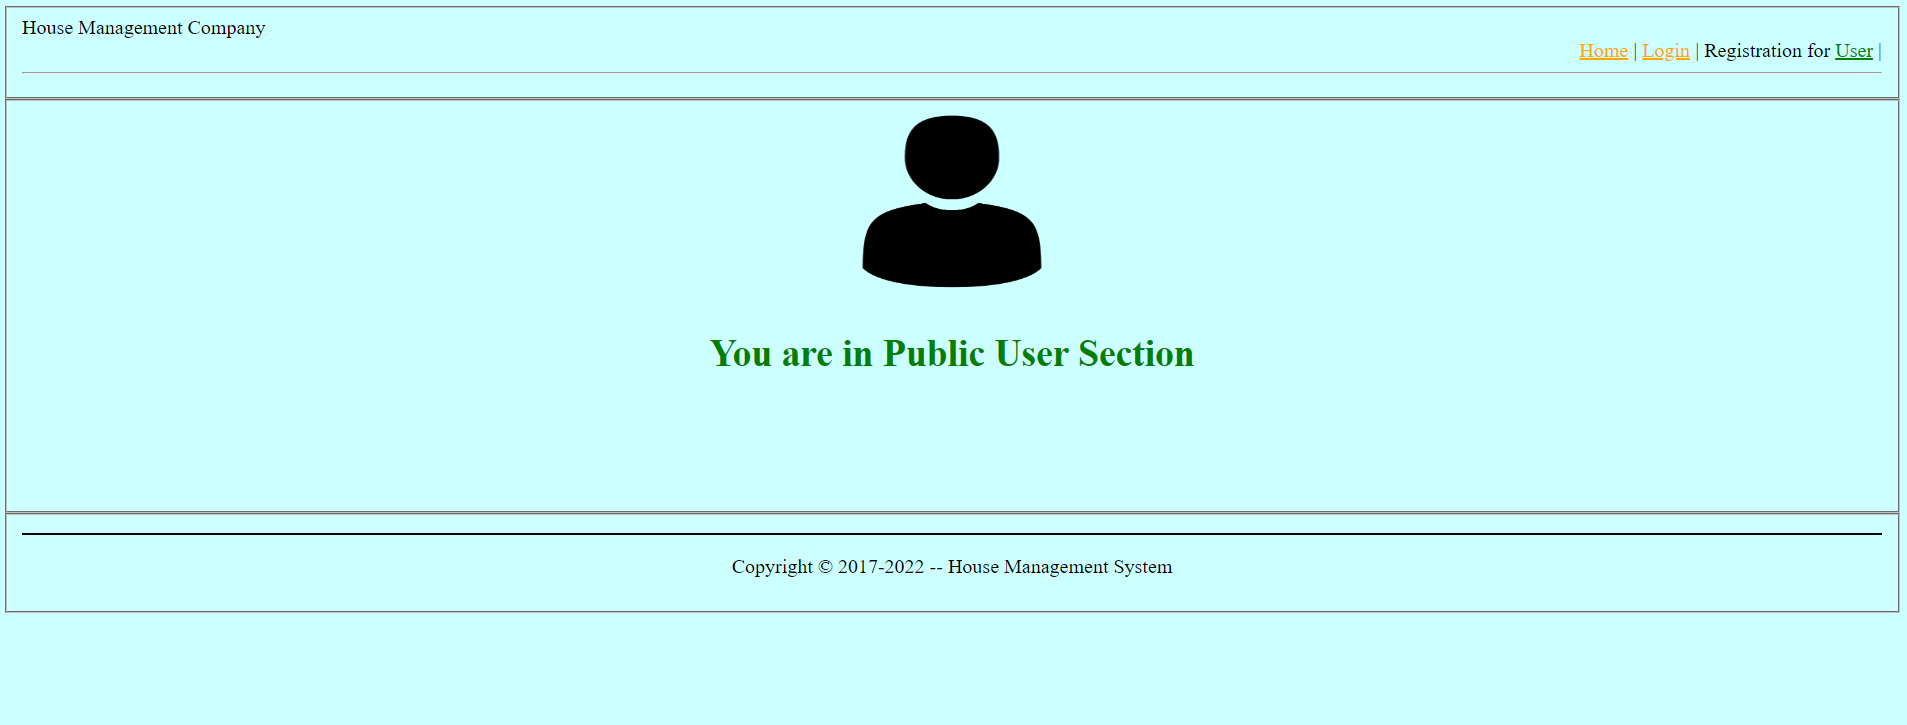 House Management Company
Home | Login | Registration for User |
You are in Public User Section
Copyright © 2017-2022 -- House Management System